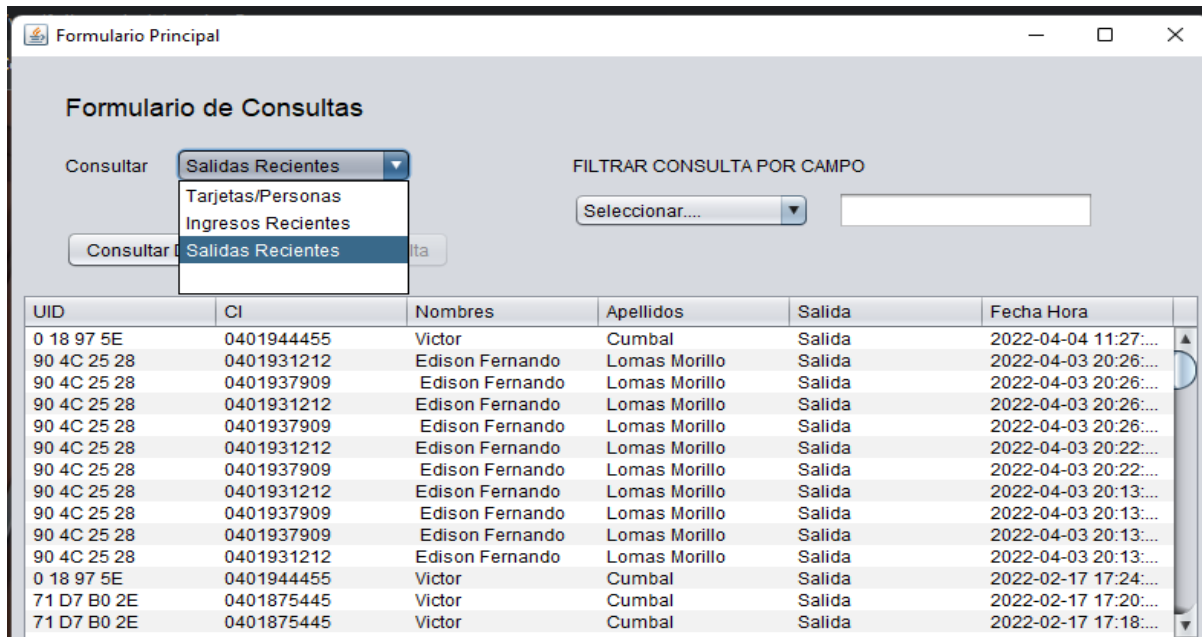 Formulario Principal
Formulario de Consultas
Consultar Salidas Recientes FILTRAR CONSULTA POR CAMPO
Tarjetas/Personas
Seleccionar....
Ingresos Recientes
Consultar Salidas Recientes
UID CI Nombres Apellidos Salida Fecha Hora
0 18 97 5E 0401944455 Victor Cumbal Salida 2022-04-04 11:27:...
90 4C 25 28 0401931212 Edison Fernando Lomas Morillo Salida 2022-04-03 20:26:...
90 4C 25 28 0401937909 Edison Fernando Lomas Morillo Salida 2022-04-03 20:26:...
90 4C 25 28 0401931212 Edison Fernando Lomas Morillo Salida 2022-04-03 20:26:...
90 4C 25 28 0401937909 Edison Fernando Lomas Morillo Salida 2022-04-03 20:26:...
90 4C 25 28 0401931212 Edison Fernando Lomas Morillo Salida 2022-04-03 20:22:...
90 4C 25 28 0401937909 Edison Fernando Lomas Morillo Salida 2022-04-03 20:22:...
90 4C 25 28 0401931212 Edison Fernando Lomas Morillo Salida 2022-04-03 20:13:...
90 4C 25 28 0401937909 Edison Fernando Lomas Morillo Salida 2022-04-03 20:13:...
90 4C 25 28 0401937909 Edison Fernando Lomas Morillo Salida 2022-04-03 20:13:...
90 4C 25 28 0401931212 Edison Fernando Lomas Morillo Salida 2022-04-03 20:13:...
0 18 97 5E 0401944455 Victor Cumbal Salida 2022-02-17 17:24:...
71 D7 B0 2E 0401875445 Victor Cumbal Salida 2022-02-17 17:20:...
71 D7 B0 2E 0401875445 Victor Cumbal Salida 2022-02-17 17:18:...